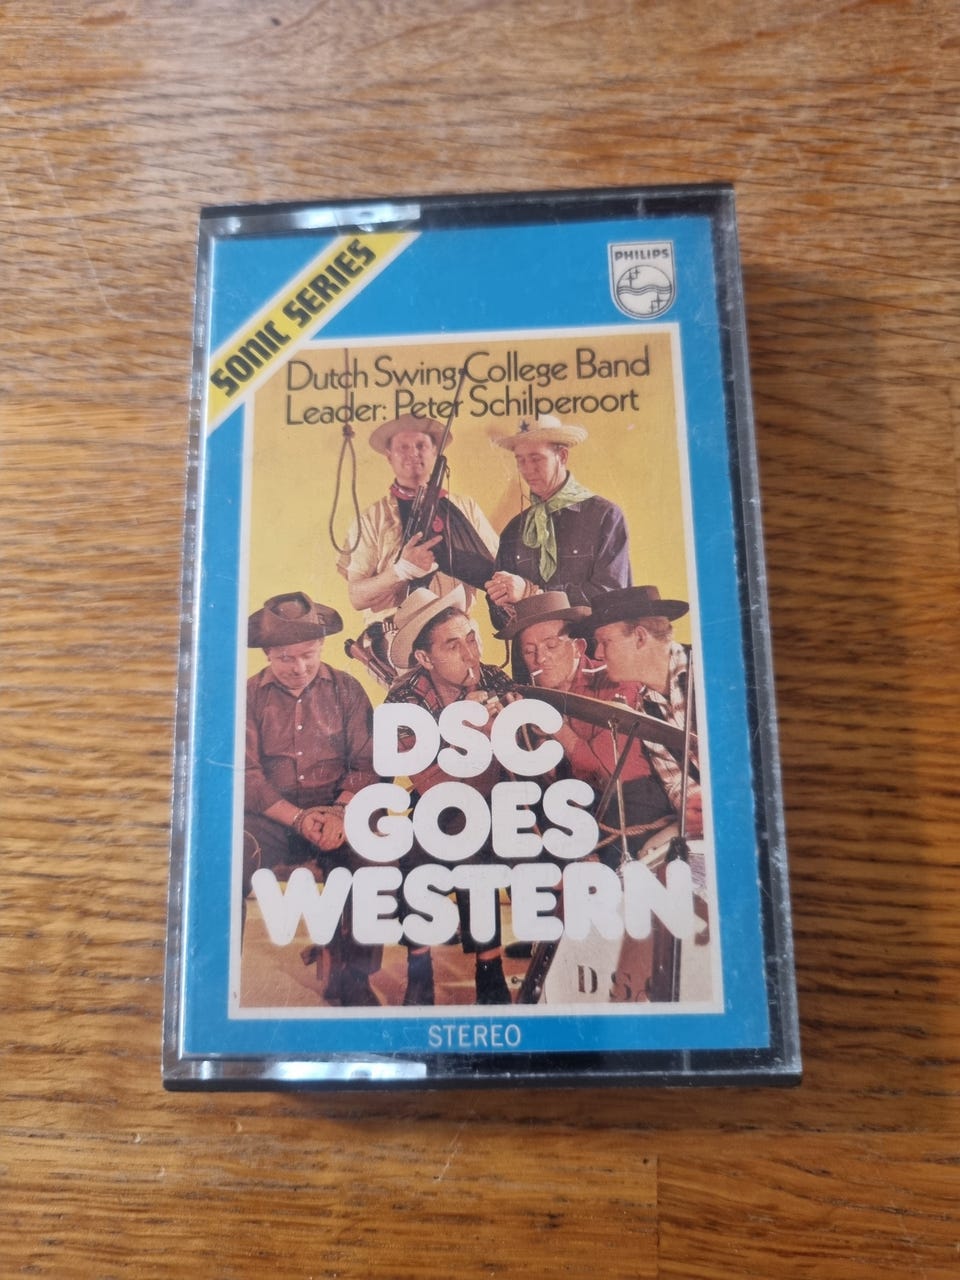 SONIC SERIES
PHILIPS
Dutch Swing College Band
Leader: Peter Schilperoort
DSC
GOES
WESTERN
DSC
STEREO